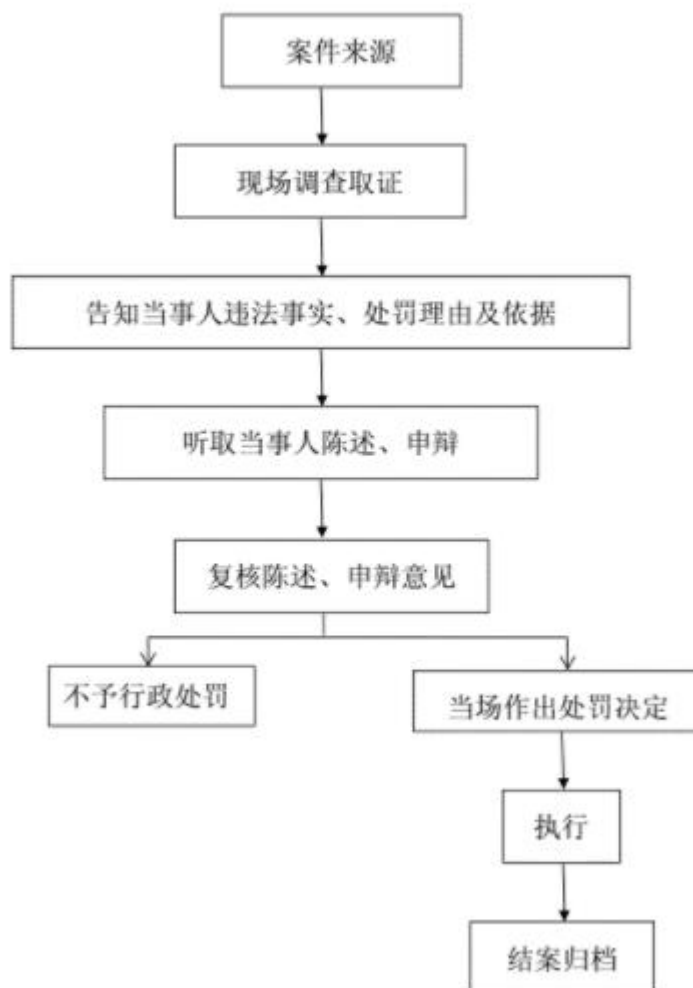 案件来源
现场调查取证
告知当事人违法事实、处罚理由及依据
听取当事人陈述、申辩
复核陈述、申辩意见
不予行政处罚
当场作出处罚决定
执行
结案归档